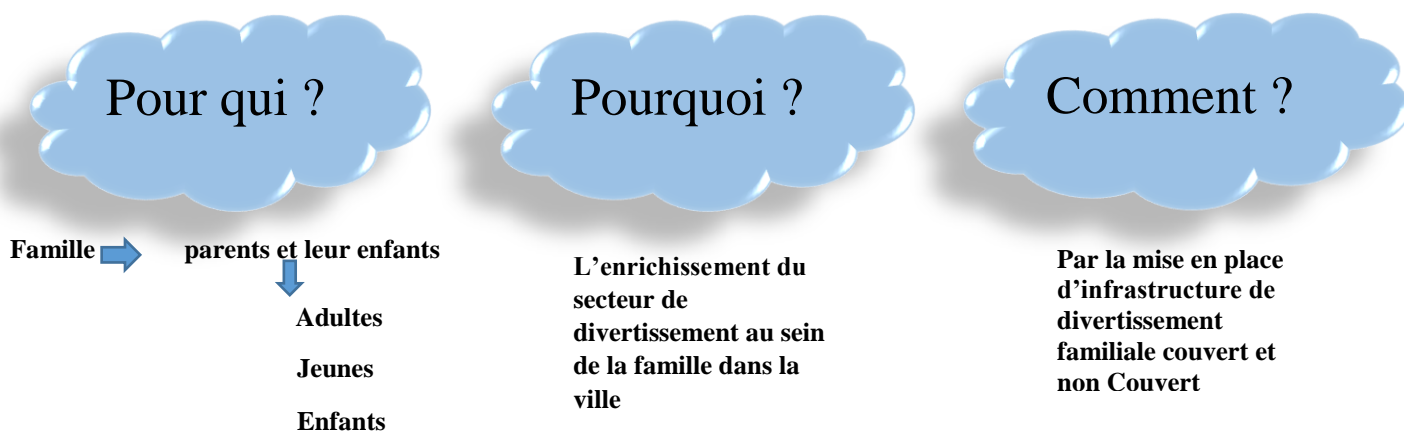 Pour qui ?
Famille
parents et leur enfants
Adultes
Jeunes
Enfants
Pourquoi ?
L’enrichissement du
secteur de
divertissement au sein
de la famille dans la
ville
Comment ?
Par la mise en place
d’infrastructure de
divertissement
familiale couvert et
non Couvert